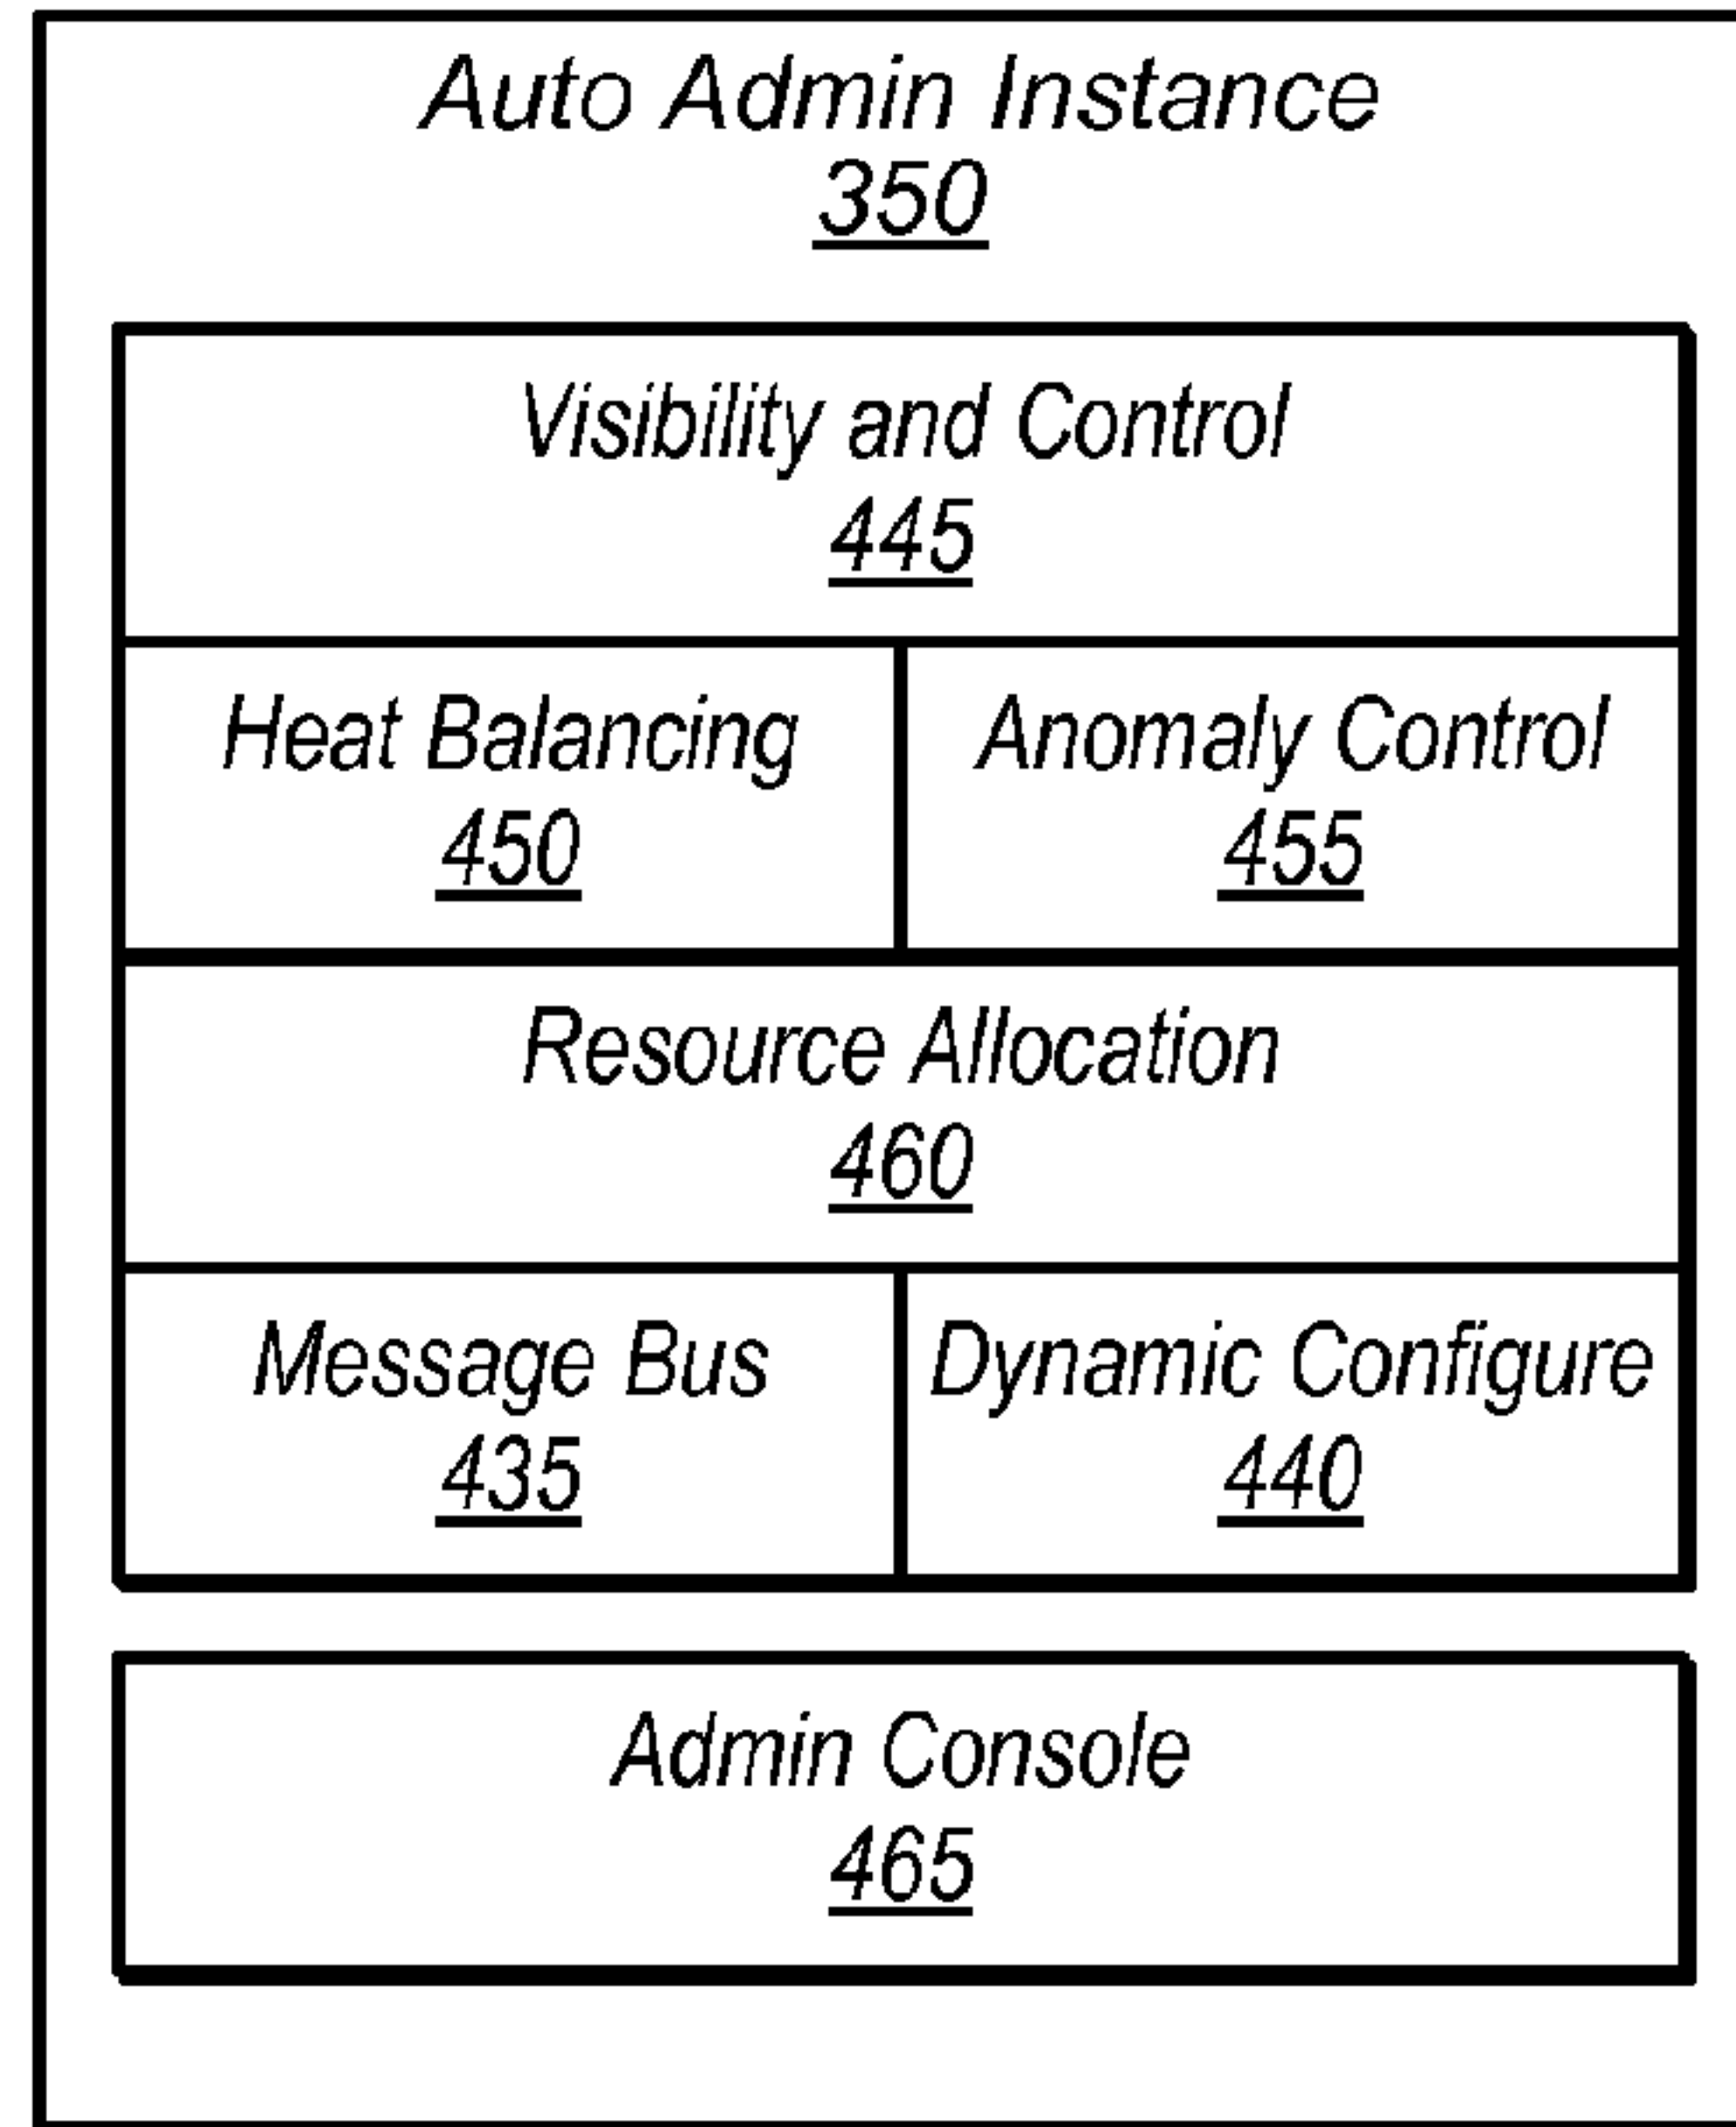 Auto Admin Instance
350
Visibility and Control
445
Heat Balancing
450
Anomaly Control
455
Resource Allocation
460
Message Bus
435
Dynamic Configure
440
Admin Console
465